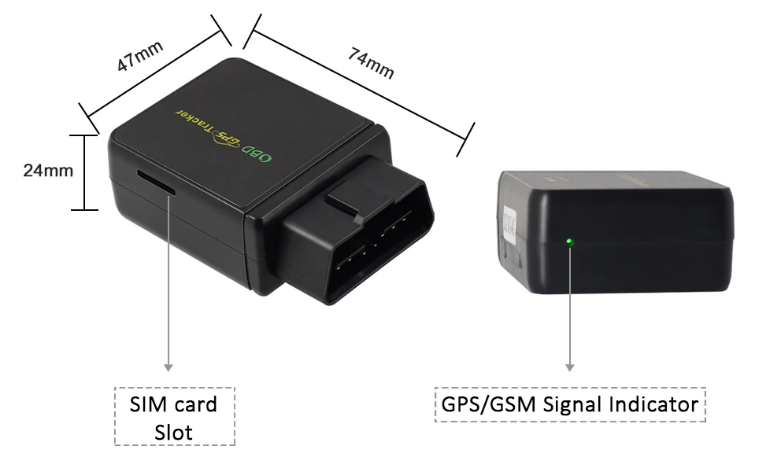 47mm
74mm
24mm
OBD GPS Tracker
SIM card
Slot
GPS/GSM Signal Indicator